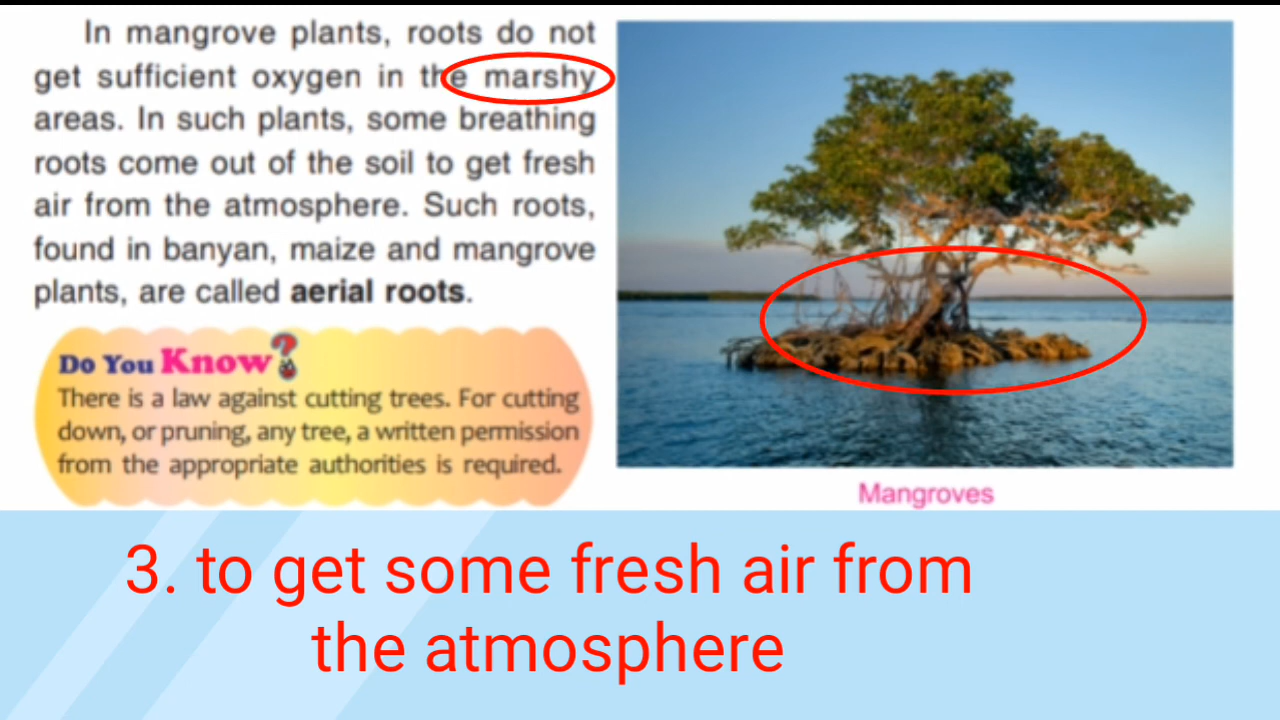 In mangrove plants, roots do not
get sufficient oxygen in the marshy
areas. In such plants, some breathing
roots come out of the soil to get fresh
air from the atmosphere. Such roots,
found in banyan, maize and mangrove
plants, are called aerial roots.
Do You Know?
There is a law against cutting trees. For cutting
down, or pruning, any tree, a written permission
from the appropriate authorities is required.
Mangroves
3. to get some fresh air from
the atmosphere